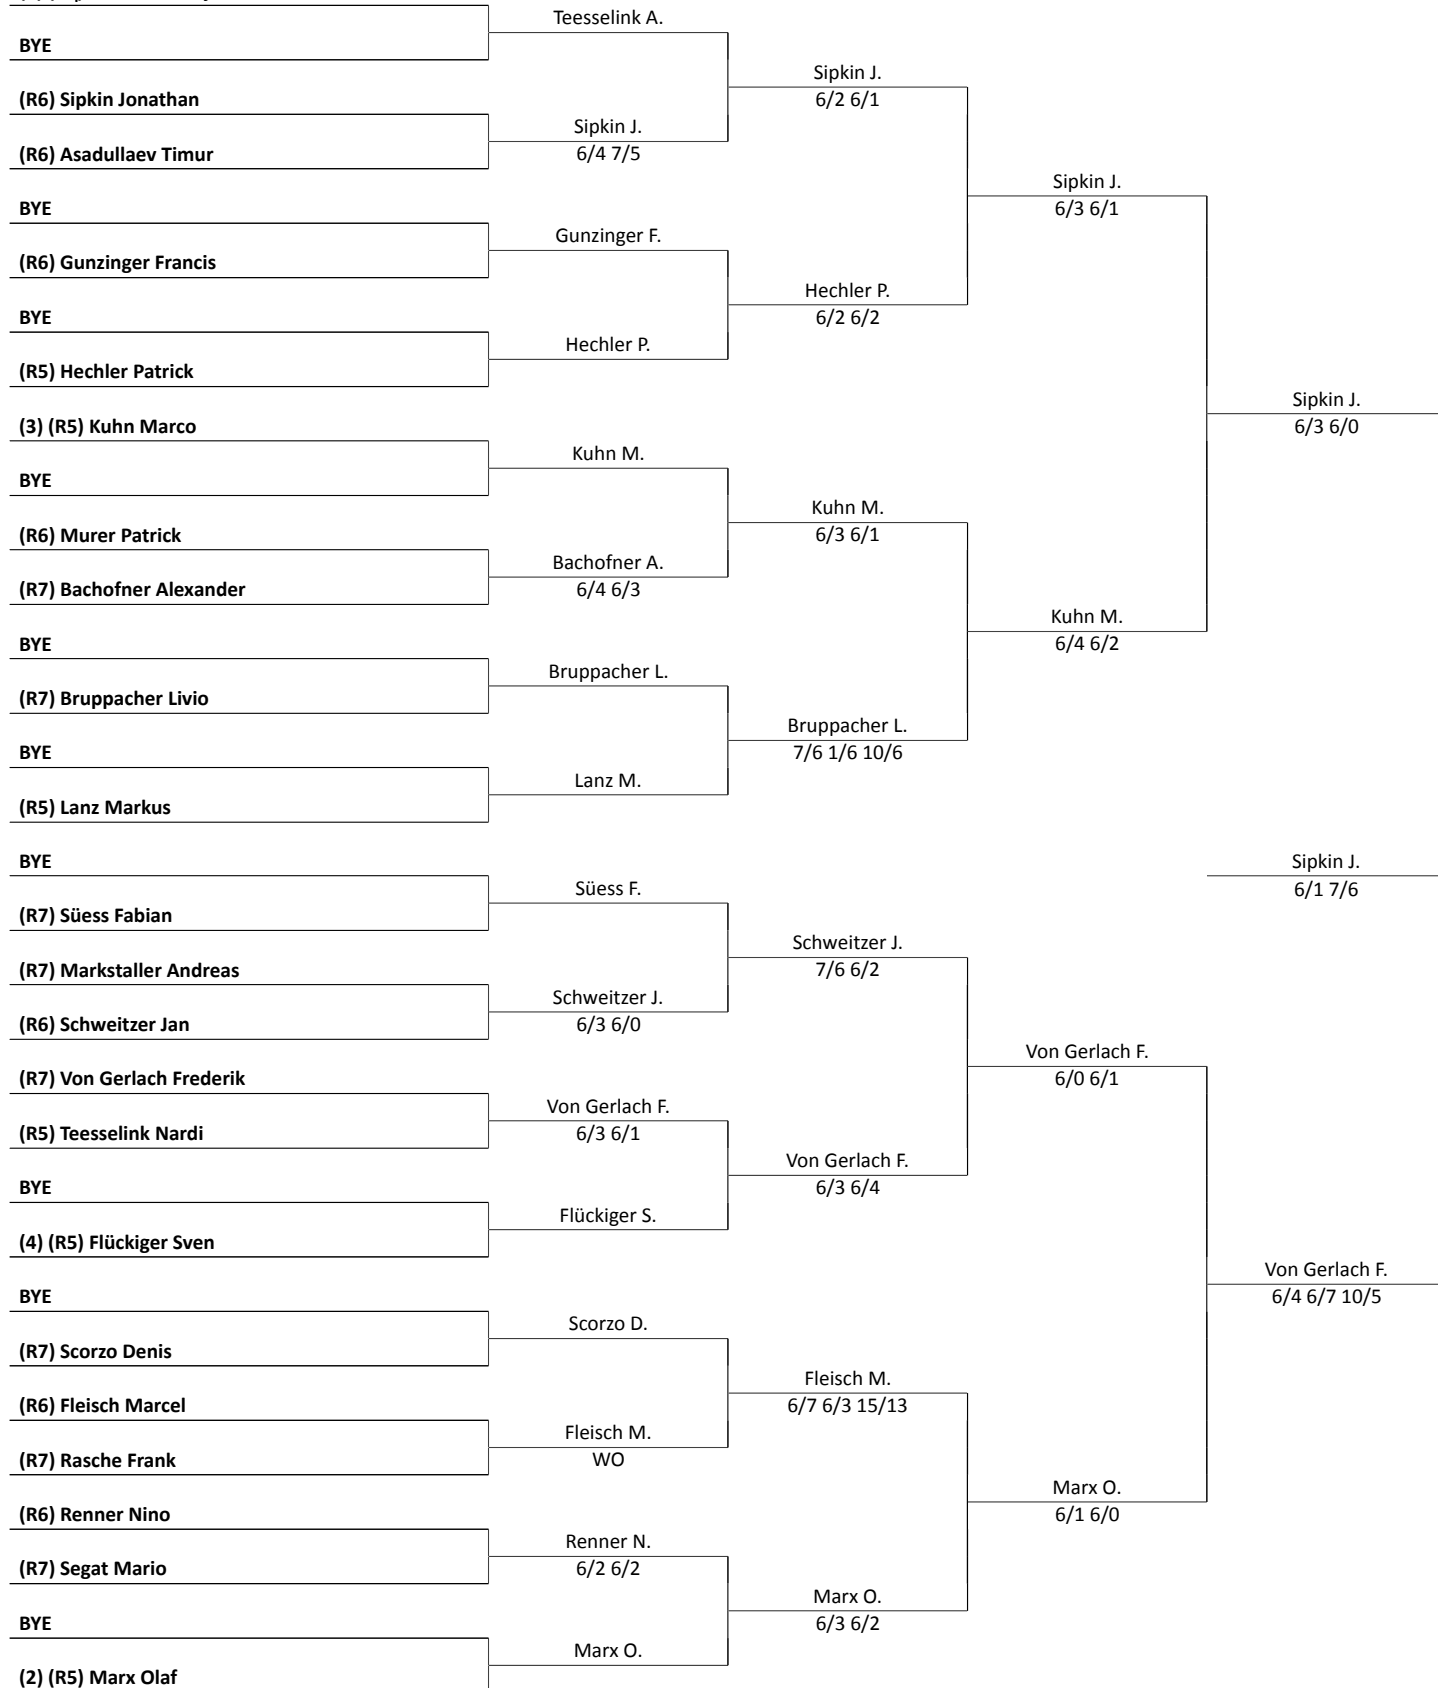 Teesselink A.
BYE
Sipkin J.
6/2 6/1
(R6) Sipkin Jonathan
Sipkin J.
6/4 7/5
(R6) Asadullaev Timur
Sipkin J.
6/3 6/1
BYE
Gunzinger F.
(R6) Gunzinger Francis
Hechler P.
6/2 6/2
BYE
Hechler P.
(R5) Hechler Patrick
Sipkin J.
6/3 6/0
(3) (R5) Kuhn Marco
Kuhn M.
BYE
Kuhn M.
6/3 6/1
(R6) Murer Patrick
Bachofner A.
6/4 6/3
(R7) Bachofner Alexander
Kuhn M.
6/4 6/2
BYE
Bruppacher L.
(R7) Bruppacher Livio
Bruppacher L.
7/6 1/6 10/6
BYE
Lanz M.
(R5) Lanz Markus
BYE
Sipkin J.
6/1 7/6
Süess F.
(R7) Süess Fabian
Schweitzer J.
7/6 6/2
(R7) Markstaller Andreas
Schweitzer J.
6/3 6/0
(R6) Schweitzer Jan
Von Gerlach F.
6/0 6/1
(R7) Von Gerlach Frederik
Von Gerlach F.
6/3 6/1
(R5) Teesselink Nardi
Von Gerlach F.
6/3 6/4
BYE
Flückiger S.
(4) (R5) Flückiger Sven
Von Gerlach F.
6/4 6/7 10/5
BYE
Scorzo D.
(R7) Scorzo Denis
Fleisch M.
6/7 6/3 15/13
(R6) Fleisch Marcel
Fleisch M.
WO
(R7) Rasche Frank
Marx O.
6/1 6/0
(R6) Renner Nino
Renner N.
6/2 6/2
(R7) Segat Mario
Marx O.
6/3 6/2
BYE
Marx O.
(2) (R5) Marx Olaf